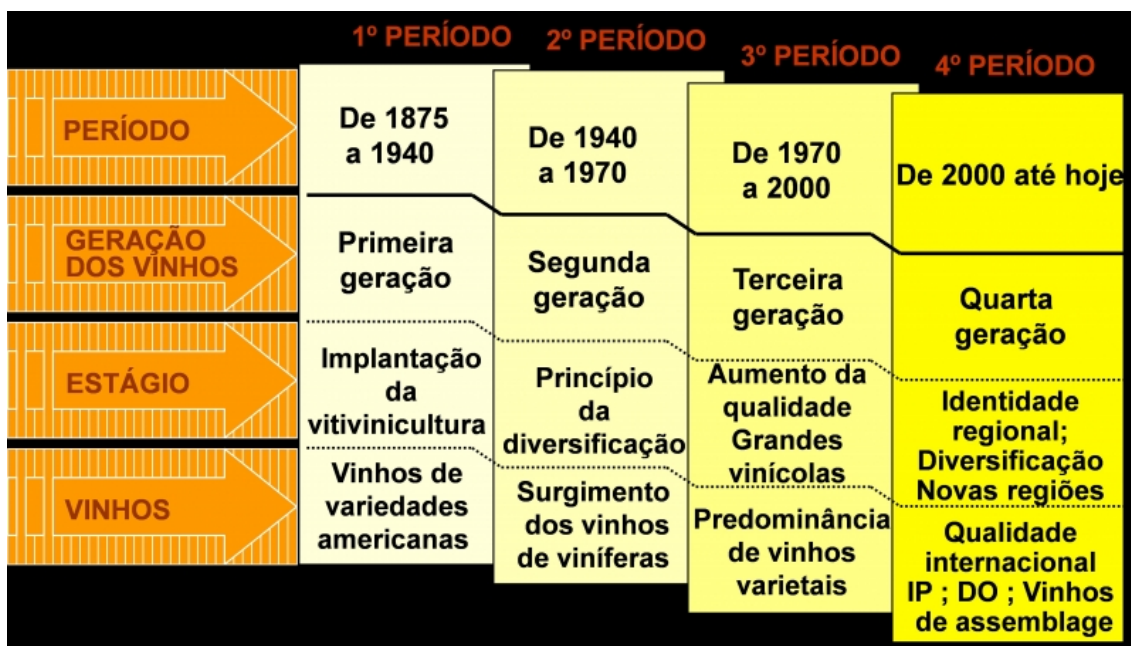 1º PERÍODO
2º PERÍODO
3º PERÍODO
4º PERÍODO
PERÍODO
De 1875
a 1940
De 1940
a 1970
De 1970
a 2000
De 2000 até hoje
GERAÇÃO
DOS VINHOS
Primeira
geração
Segunda
geração
Terceira
geração
Quarta
geração
ESTÁGIO
Implantação
da
vitivinicultura
Princípio
da
diversificação
Aumento da
qualidade
Grandes
vinícolas
Identidade
regional;
Diversificação
Novas regiões
VINHOS
Vinhos de
variedades
americanas
Surgimento
dos vinhos
de viníferas
Predominância
de vinhos
varietais
Qualidade
internacional
IP ; DO ; Vinhos
de assemblage